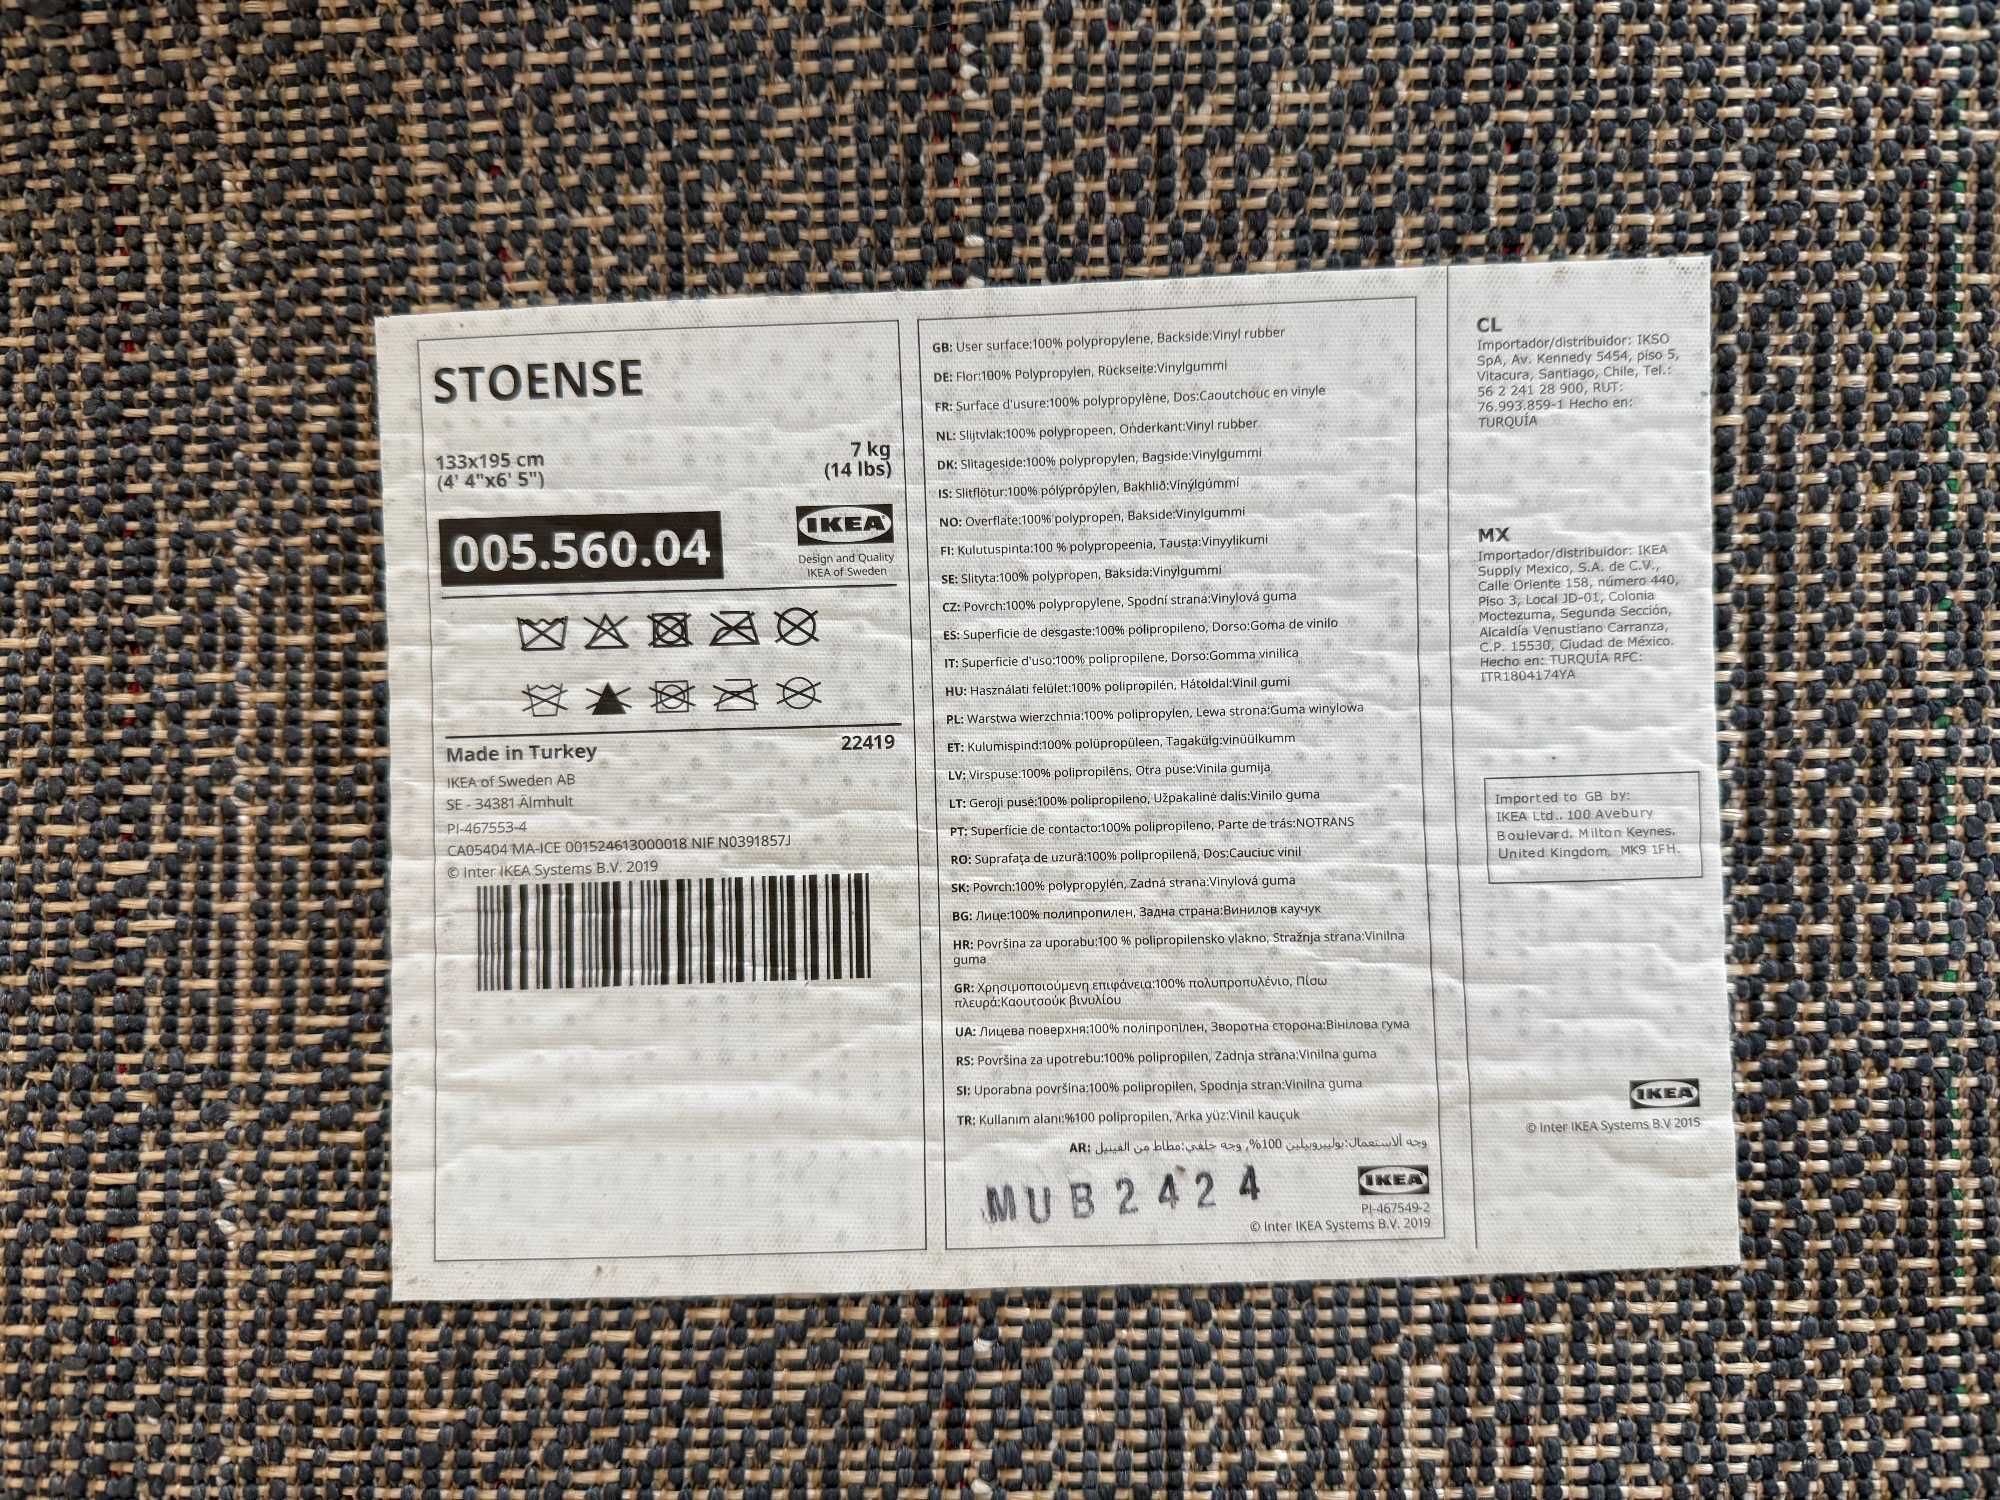 STOENSE
133x195 cm
(4' 4"x6' 5")
7 kg
(14 lbs)
005.560.04
IKEA
Design and Quality
IKEA of Sweden
Made in Turkey
22419
IKEA of Sweden AB
SE - 34381 Älmhult
PI-467553-4
CA05404 MA-ICE 001524613000018 NIF N0391857J
© Inter IKEA Systems B.V. 2019
GB: User surface:100% polypropylene, Backside:Vinyl rubber
DE: Flor:100% Polypropylen, Rückseite:Vinylgummi
FR: Surface d'usure:100% polypropylène, Dos:Caoutchouc en vinyle
NL: Slijtvlak:100% polypropeen, Onderkant:Vinyl rubber
DK: Slitageside:100% polypropylen, Bagside:Vinylgummi
IS: Slitflötur:100% pólýprópýlen, Bakhlið:Vínýlgúmmí
NO: Overflate:100% polypropen, Bakside:Vinylgummi
FI: Kulutuspinta:100 % polypropeenia, Tausta:Vinyylikumi
SE: Slityta:100% polypropen, Baksida:Vinylgummi
CZ: Povrch:100% polypropylene, Spodní strana:Vinylová guma
ES: Superficie de desgaste:100% polipropileno, Dorso:Goma de vinilo
IT: Superficie d'uso:100% polipropilene, Dorso:Gomma vinilica
HU: Használati felület:100% polipropilén, Hátoldal:Vinil gumi
PL: Warstwa wierzchnia:100% polipropylen, Lewa strona:Guma winylowa
ET: Kulumispind:100% polüpropüleen, Tagakülg:vinüülkumm
LV: Virspuse:100% polipropilēns, Otra puse:Vinila gumija
LT: Geroji pusė:100% polipropileno, Užpakalinė dalis:Vinilo guma
PT: Superfície de contacto:100% polipropileno, Parte de trás:NOTRANS
RO: Suprafaţa de uzură:100% polipropilenă, Dos:Cauciuc vinil
SK: Povrch:100% polypropylén, Zadná strana:Vinylová guma
BG: Лице:100% полипропилен, Задна страна:Винилов каучук
HR: Površina za uporabu:100 % polipropilensko vlakno, Stražnja strana:Vinilna
guma
GR: Χρησιμοποιούμενη επιφάνεια:100% πολυπροπυλένιο, Πίσω
πλευρά:Καουτσούκ βινυλίου
UA: Лицева поверхня:100% поліпропілен, Зворотна сторона:Вінілова гума
RS: Površina za upotrebu:100% polipropilen, Zadnja strana:Vinilna guma
SI: Uporabna površina:100% polipropilen, Spodnja stran:Vinilna guma
TR: Kullanım alanı:%100 polipropilen, Arka yüz:Vinil kauçuk
AR: وجه الاستعمال:بوليبروبيلين 100%, وجه خلفي:مطاط من الفينيل
MUB2424
IKEA
PI-467549-2
© Inter IKEA Systems B.V. 2019
CL
Importador/distribuidor: IKSO
SpA, Av. Kennedy 5454, piso 5,
Vitacura, Santiago, Chile, Tel.:
56 2 241 28 900, RUT:
76.993.859-1 Hecho en:
TURQUÍA
MX
Importador/distribuidor: IKEA
Supply Mexico, S.A. de C.V.,
Calle Oriente 158, número 440,
Piso 3, Local JD-01, Colonia
Moctezuma, Segunda Sección,
Alcaldía Venustiano Carranza,
C.P. 15530, Ciudad de México.
Hecho en: TURQUÍA RFC:
ITR1804174YA
Imported to GB by:
IKEA Ltd., 100 Avebury
Boulevard, Milton Keynes,
United Kingdom, MK9 1FH.
IKEA
© Inter IKEA Systems B.V 2015